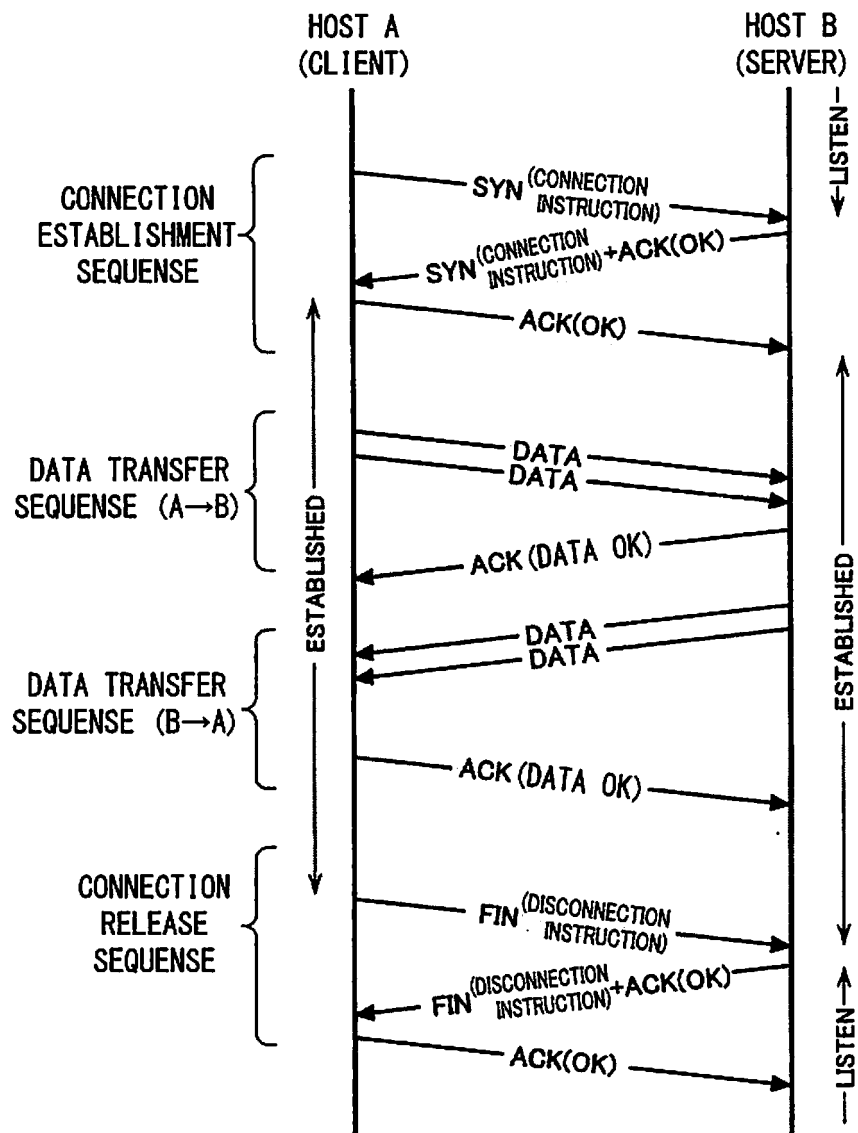 HOST A
(CLIENT)
HOST B
(SERVER)
LISTEN
CONNECTION
ESTABLISHMENT
SEQUENSE
SYN(CONNECTION
INSTRUCTION)
SYN(CONNECTION
INSTRUCTION)+ACK(OK)
ACK(OK)
DATA TRANSFER
SEQUENSE (A→B)
DATA
DATA
ACK(DATA OK)
ESTABLISHED
ESTABLISHED
DATA TRANSFER
SEQUENSE (B→A)
DATA
DATA
ACK(DATA OK)
CONNECTION
RELEASE
SEQUENSE
FIN(DISCONNECTION
INSTRUCTION)
FIN(DISCONNECTION
INSTRUCTION)+ACK(OK)
ACK(OK)
LISTEN